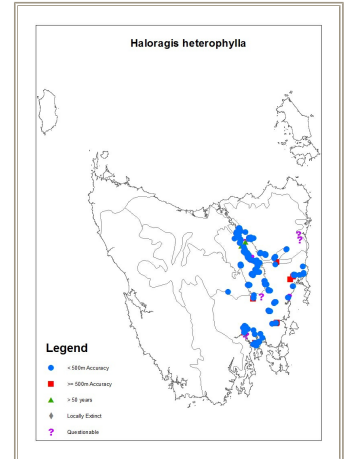 Haloragis heterophylla
Legend
< 500m Accuracy
>= 500m Accuracy
> 50 years
Locally Extinct
Questionable